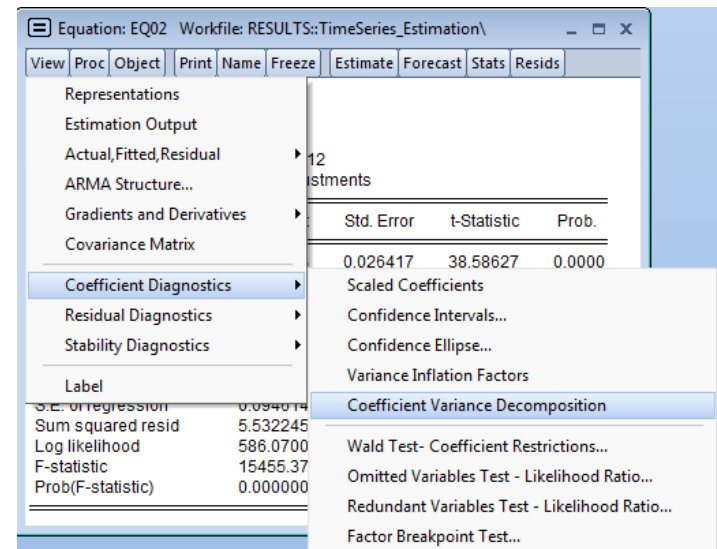 Equation: EQ02 Workfile: RESULTS::TimeSeries_Estimation\
View Proc Object Print Name Freeze Estimate Forecast Stats Resids
Representations
Estimation Output
Actual,Fitted,Residual
12
ARMA Structure...
stments
Gradients and Derivatives
Std. Error t-Statistic Prob.
Covariance Matrix
0.026417 38.58627 0.0000
Coefficient Diagnostics
Scaled Coefficients
Residual Diagnostics
Confidence Intervals...
Stability Diagnostics
Confidence Ellipse...
Label
Variance Inflation Factors
S.E. of regression 0.094614
Coefficient Variance Decomposition
Sum squared resid 5.532245
Log likelihood 586.0700
Wald Test- Coefficient Restrictions...
F-statistic 15455.37
Omitted Variables Test - Likelihood Ratio...
Prob(F-statistic) 0.000000
Redundant Variables Test - Likelihood Ratio...
Factor Breakpoint Test...